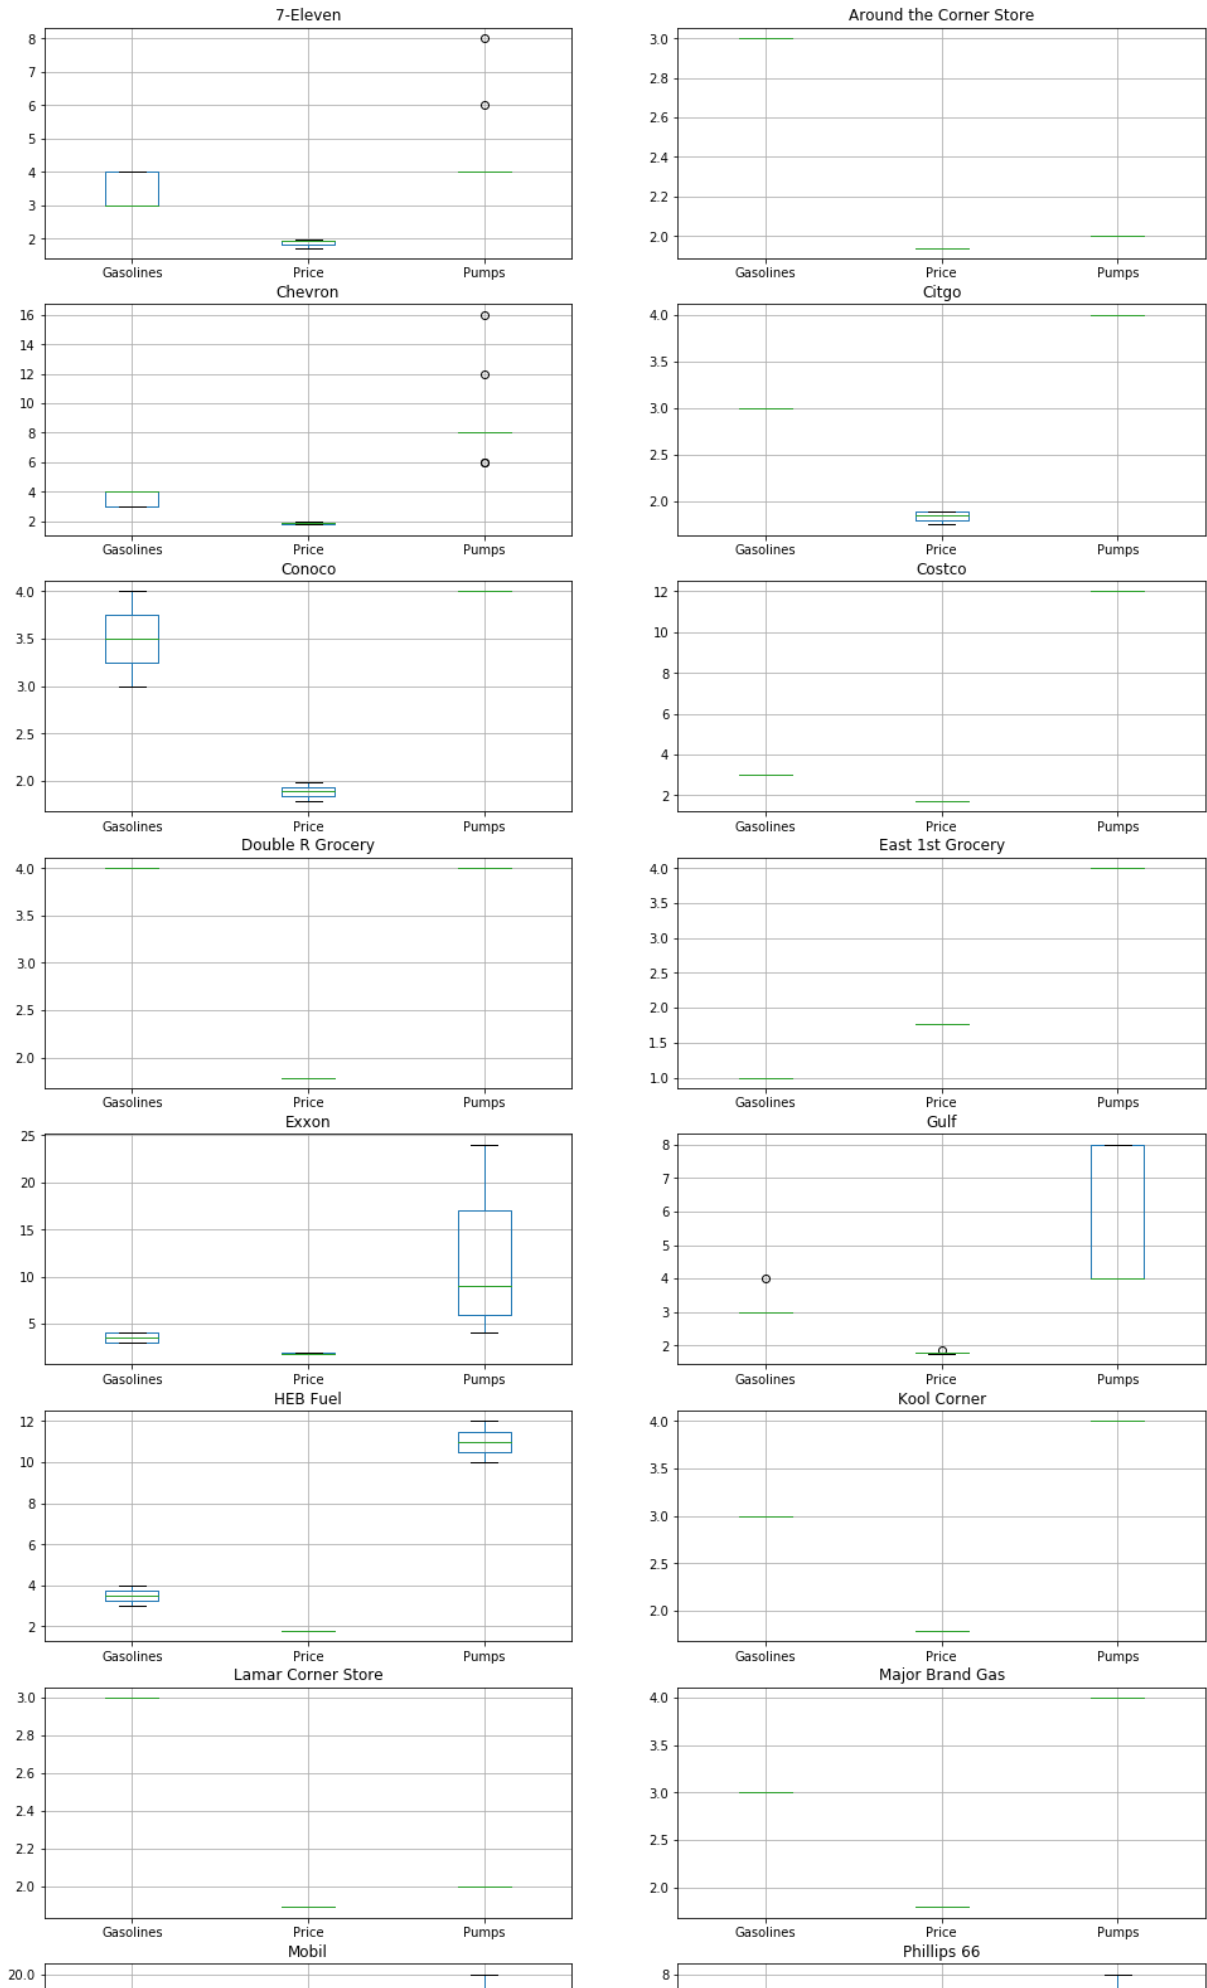 7-Eleven
8
7
6
5
4
3
2
Gasolines Price Pumps
Around the Corner Store
3.0
2.8
2.6
2.4
2.2
2.0
Gasolines Price Pumps
Chevron
16
14
12
10
8
6
4
2
Gasolines Price Pumps
Citgo
4.0
3.5
3.0
2.5
2.0
Gasolines Price Pumps
Conoco
4.0
3.5
3.0
2.5
2.0
Gasolines Price Pumps
Costco
12
10
8
6
4
2
Gasolines Price Pumps
Double R Grocery
4.0
3.5
3.0
2.5
2.0
Gasolines Price Pumps
East 1st Grocery
4.0
3.5
3.0
2.5
2.0
1.5
1.0
Gasolines Price Pumps
Exxon
25
20
15
10
5
Gasolines Price Pumps
Gulf
8
7
6
5
4
3
2
Gasolines Price Pumps
HEB Fuel
12
10
8
6
4
2
Gasolines Price Pumps
Kool Corner
4.0
3.5
3.0
2.5
2.0
Gasolines Price Pumps
Lamar Corner Store
3.0
2.8
2.6
2.4
2.2
2.0
Gasolines Price Pumps
Major Brand Gas
4.0
3.5
3.0
2.5
2.0
Gasolines Price Pumps
Mobil
20.0
Phillips 66
8